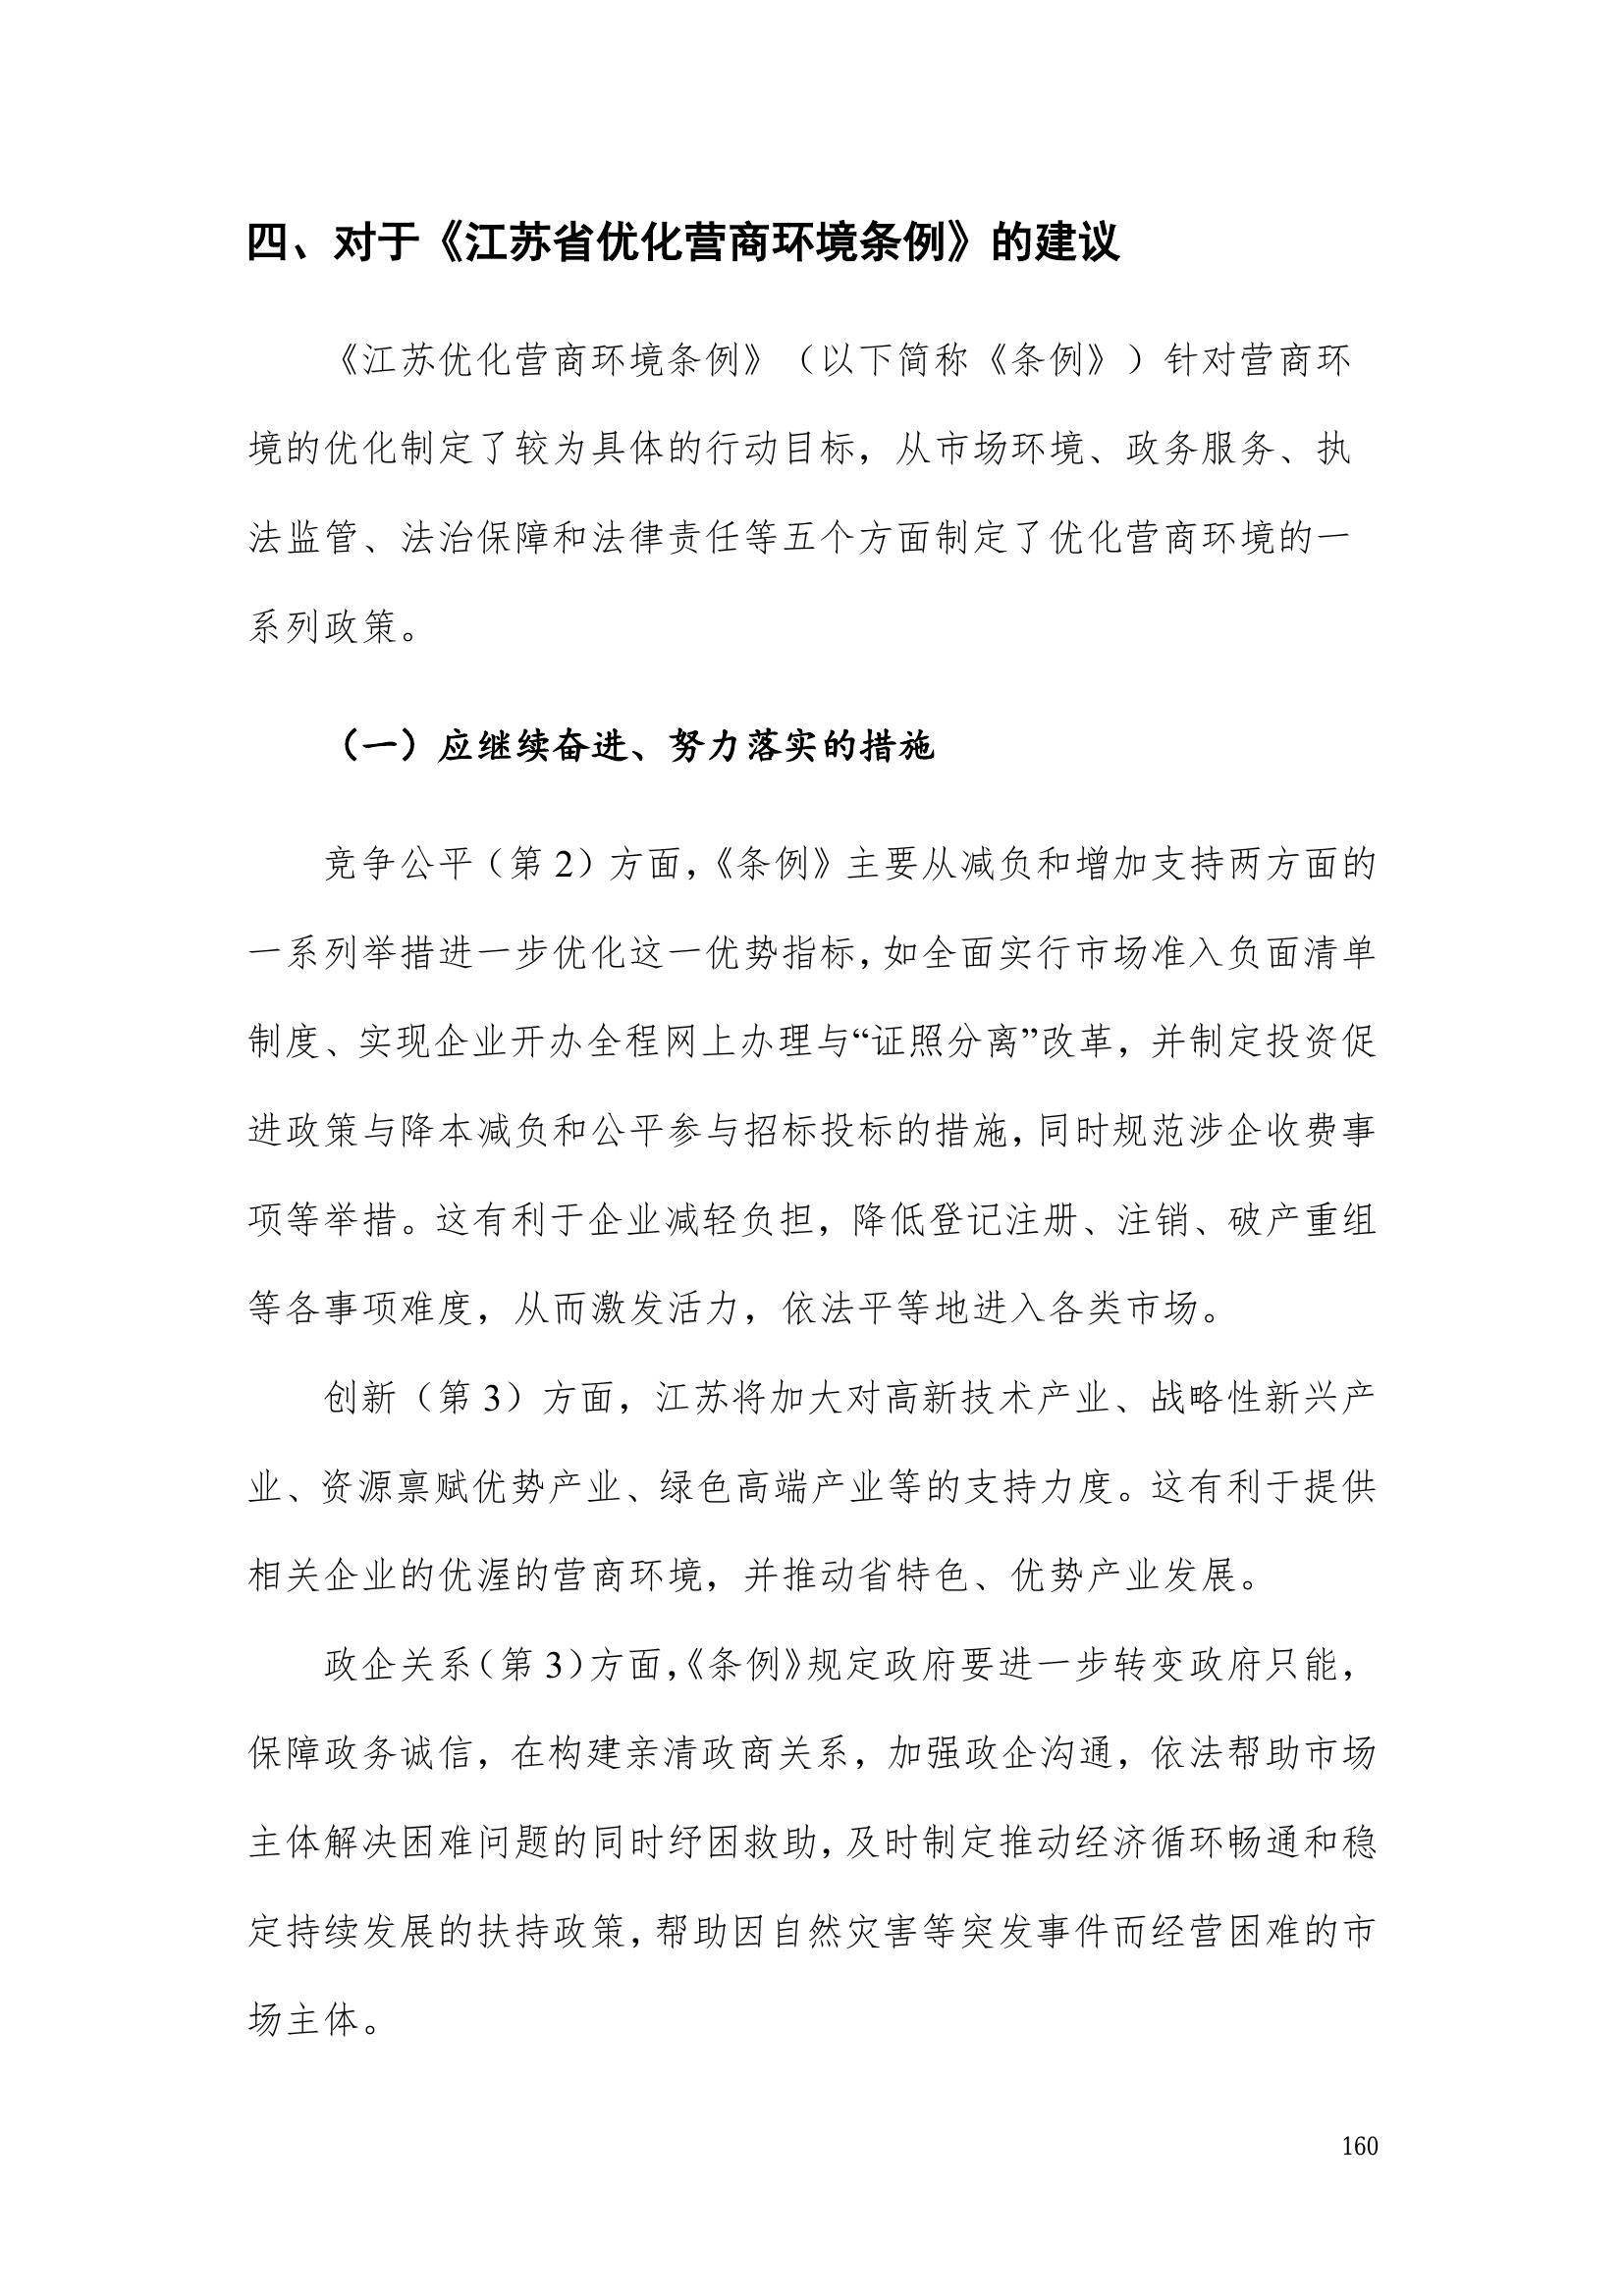 四、对于《江苏省优化营商环境条例》的建议
《江苏优化营商环境条例》（以下简称《条例》）针对营商环
境的优化制定了较为具体的行动目标，从市场环境、政务服务、执
法监管、法治保障和法律责任等五个方面制定了优化营商环境的一
系列政策。
（一）应继续奋进、努力落实的措施
竞争公平（第 2）方面，《条例》主要从减负和增加支持两方面的
一系列举措进一步优化这一优势指标，如全面实行市场准入负面清单
制度、实现企业开办全程网上办理与“证照分离”改革，并制定投资促
进政策与降本减负和公平参与招标投标的措施，同时规范涉企收费事
项等举措。这有利于企业减轻负担，降低登记注册、注销、破产重组
等各事项难度，从而激发活力，依法平等地进入各类市场。
创新（第 3）方面，江苏将加大对高新技术产业、战略性新兴产
业、资源禀赋优势产业、绿色高端产业等的支持力度。这有利于提供
相关企业的优渥的营商环境，并推动省特色、优势产业发展。
政企关系（第 3）方面，《条例》规定政府要进一步转变政府只能，
保障政务诚信，在构建亲清政商关系，加强政企沟通，依法帮助市场
主体解决困难问题的同时纾困救助，及时制定推动经济循环畅通和稳
定持续发展的扶持政策，帮助因自然灾害等突发事件而经营困难的市
场主体。
160